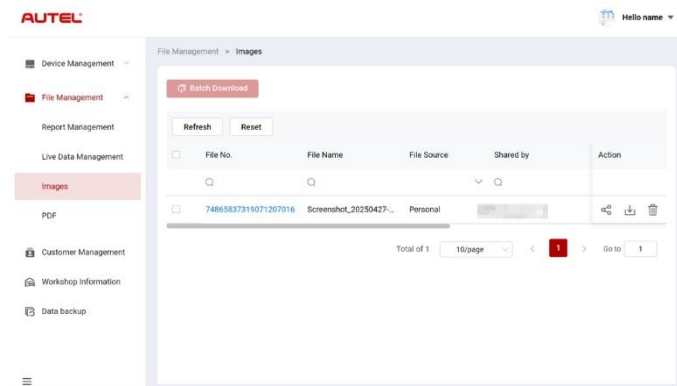 AUTEL
Hello name
Device Management
File Management
Report Management
Live Data Management
Images
PDF
Customer Management
Workshop Information
Data backup
File Management > Images
Batch Download
Refresh Reset
File No. File Name File Source Shared by Action
74865837319071207016 Screenshot_20250427-... Personal
Total of 1 10/page < 1 > Go to 1